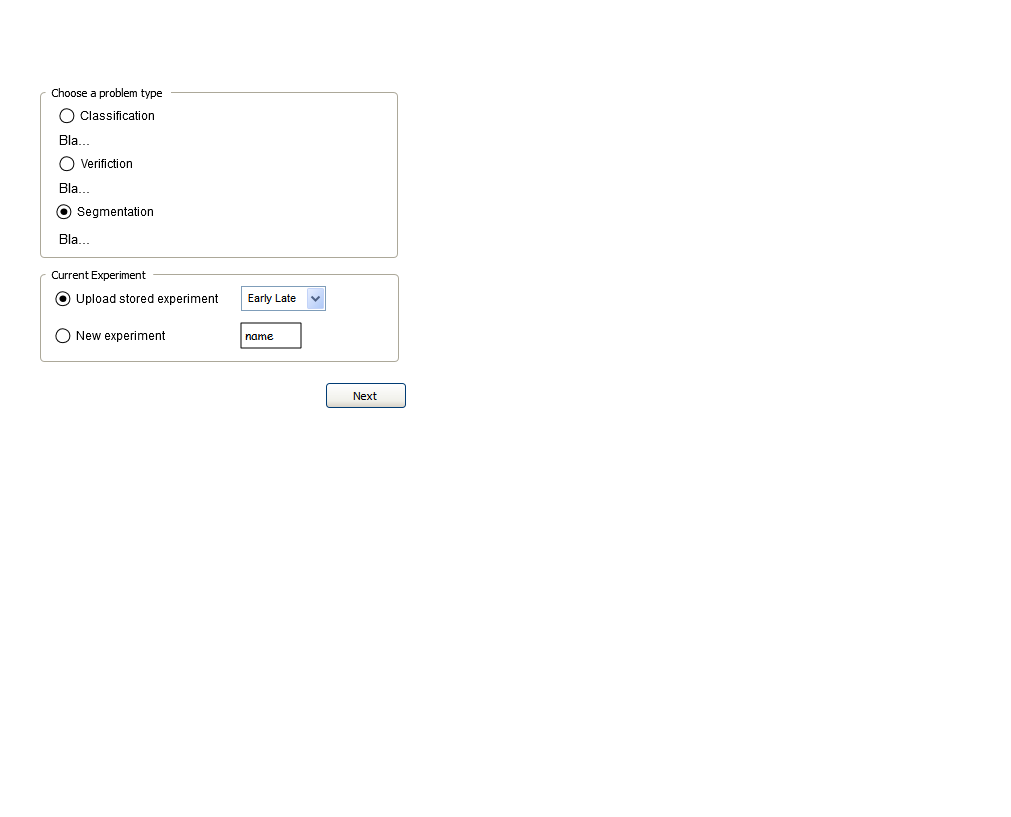 Choose a problem type
Classification
Bla...
Verifiction
Bla...
Segmentation
Bla...
Current Experiment
Upload stored experiment Early Late
New experiment name
Next